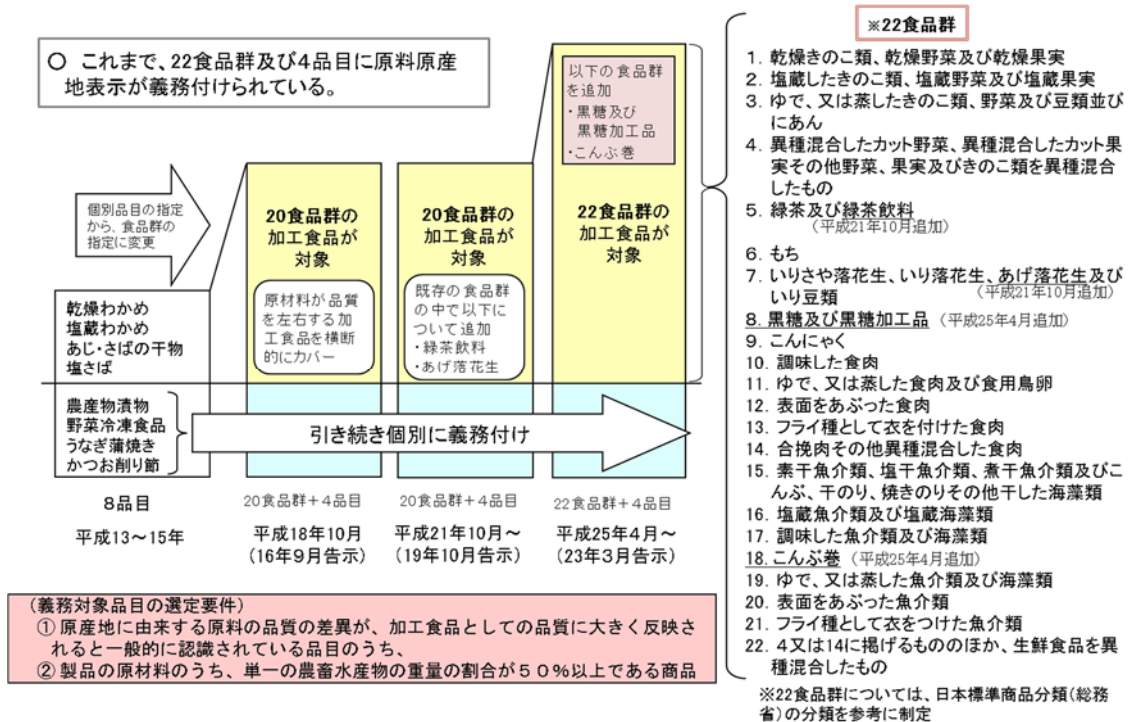 ○ これまで、22食品群及び4品目に原料原産
地表示が義務付けられている。
個別品目の指定
から、食品群の
指定に変更
乾燥わかめ
塩蔵わかめ
あじ・さばの干物
塩さば
農産物漬物
野菜冷凍食品
うなぎ蒲焼き
かつお削り節
8品目
平成13～15年
20食品群の
加工食品が
対象
原材料が品質
を左右する加
工食品を横断
的にカバー
20食品群＋4品目
平成18年10月
(16年9月告示)
20食品群の
加工食品が
対象
既存の食品群
の中で以下に
ついて追加
・緑茶飲料
・あげ落花生
20食品群＋4品目
平成21年10月～
(19年10月告示)
以下の食品群
を追加
・黒糖及び
黒糖加工品
・こんぶ巻
22食品群の
加工食品が
対象
22食品群＋4品目
平成25年4月～
(23年3月告示)
引き続き個別に義務付け
(義務対象品目の選定要件)
① 原産地に由来する原料の品質の差異が、加工食品としての品質に大きく反映さ
れると一般的に認識されている品目のうち、
② 製品の原材料のうち、単一の農畜水産物の重量の割合が５０％以上である商品
※22食品群
1. 乾燥きのこ類、乾燥野菜及び乾燥果実
2. 塩蔵したきのこ類、塩蔵野菜及び塩蔵果実
3. ゆで、又は蒸したきのこ類、野菜及び豆類並び
にあん
4. 異種混合したカット野菜、異種混合したカット果
実その他野菜、果実及びきのこ類を異種混合
したもの
5. 緑茶及び緑茶飲料
(平成21年10月追加)
6. もち
7. いりさや落花生、いり落花生、あげ落花生及び
いり豆類 (平成21年10月追加)
8. 黒糖及び黒糖加工品 (平成25年4月追加)
9. こんにゃく
10. 調味した食肉
11. ゆで、又は蒸した食肉及び食用鳥卵
12. 表面をあぶった食肉
13. フライ種として衣を付けた食肉
14. 合挽肉その他異種混合した食肉
15. 素干魚介類、塩干魚介類、煮干魚介類及びこ
んぶ、干のり、焼きのりその他干した海藻類
16. 塩蔵魚介類及び塩蔵海藻類
17. 調味した魚介類及び海藻類
18. こんぶ巻 (平成25年4月追加)
19. ゆで、又は蒸した魚介類及び海藻類
20. 表面をあぶった魚介類
21. フライ種として衣をつけた魚介類
22. ４又は14に掲げるもののほか、生鮮食品を異
種混合したもの
※22食品群については、日本標準商品分類(総務
省)の分類を参考に制定